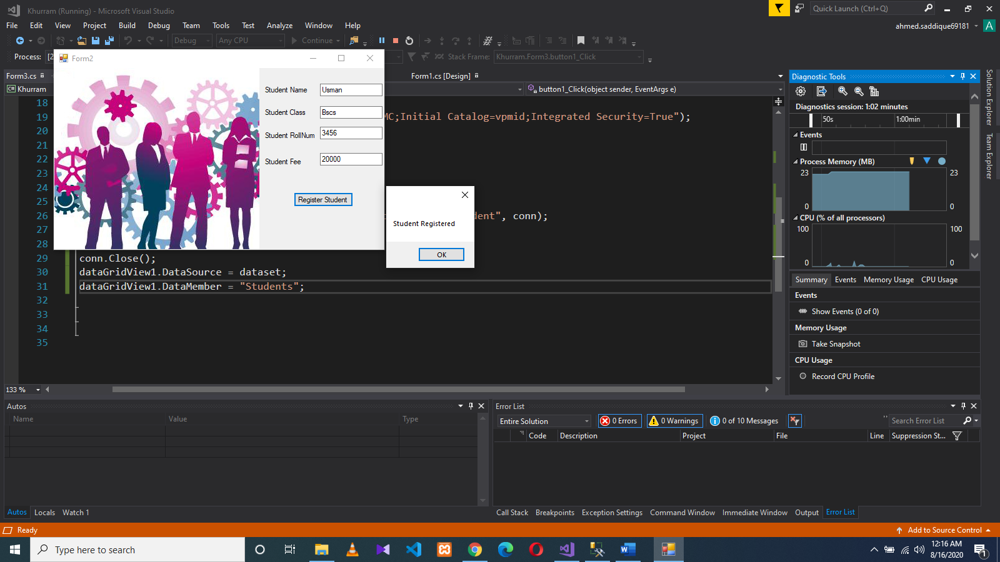 Khurram (Running) - Microsoft Visual Studio
Quick Launch (Ctrl+Q)
File Edit View Project Build Debug Team Tools Test Analyze Window Help
ahmed.saddique69181 A
Debug Any CPU Continue
Process: [2 Stack Frame: Khurram.Form3.button1_Click
Form2
Form3.cs Form1.cs [Design]
C# Khurram button1_Click(object sender, EventArgs e)
18
19 MC;Initial Catalog=vpmid;Integrated Security=True");
20
21
22
23
24
25
26 dent", conn);
27
28
29 conn.Close();
30 dataGridView1.DataSource = dataset;
31 dataGridView1.DataMember = "Students";
32
33
34
35
133 %
Student Name Usman
Student Class Bscs
Student RollNum 3456
Student Fee 20000
Register Student
Student Registered
OK
Diagnostic Tools
Diagnostics session: 1:02 minutes
50s 1:00min
Events
Process Memory (MB)
23 23
0 0
CPU (% of all processors)
100 100
0 0
Summary Events Memory Usage CPU Usage
Events
Show Events (0 of 0)
Memory Usage
Take Snapshot
CPU Usage
Record CPU Profile
Solution Explorer
Team Explorer
Autos
Name Value Type
Autos Locals Watch 1
Error List
Entire Solution 0 Errors 0 Warnings 0 of 10 Messages Search Error List
Code Description Project File Line Suppression St...
Call Stack Breakpoints Exception Settings Command Window Immediate Window Output Error List
Ready Add to Source Control
Type here to search
12:16 AM
8/16/2020
1